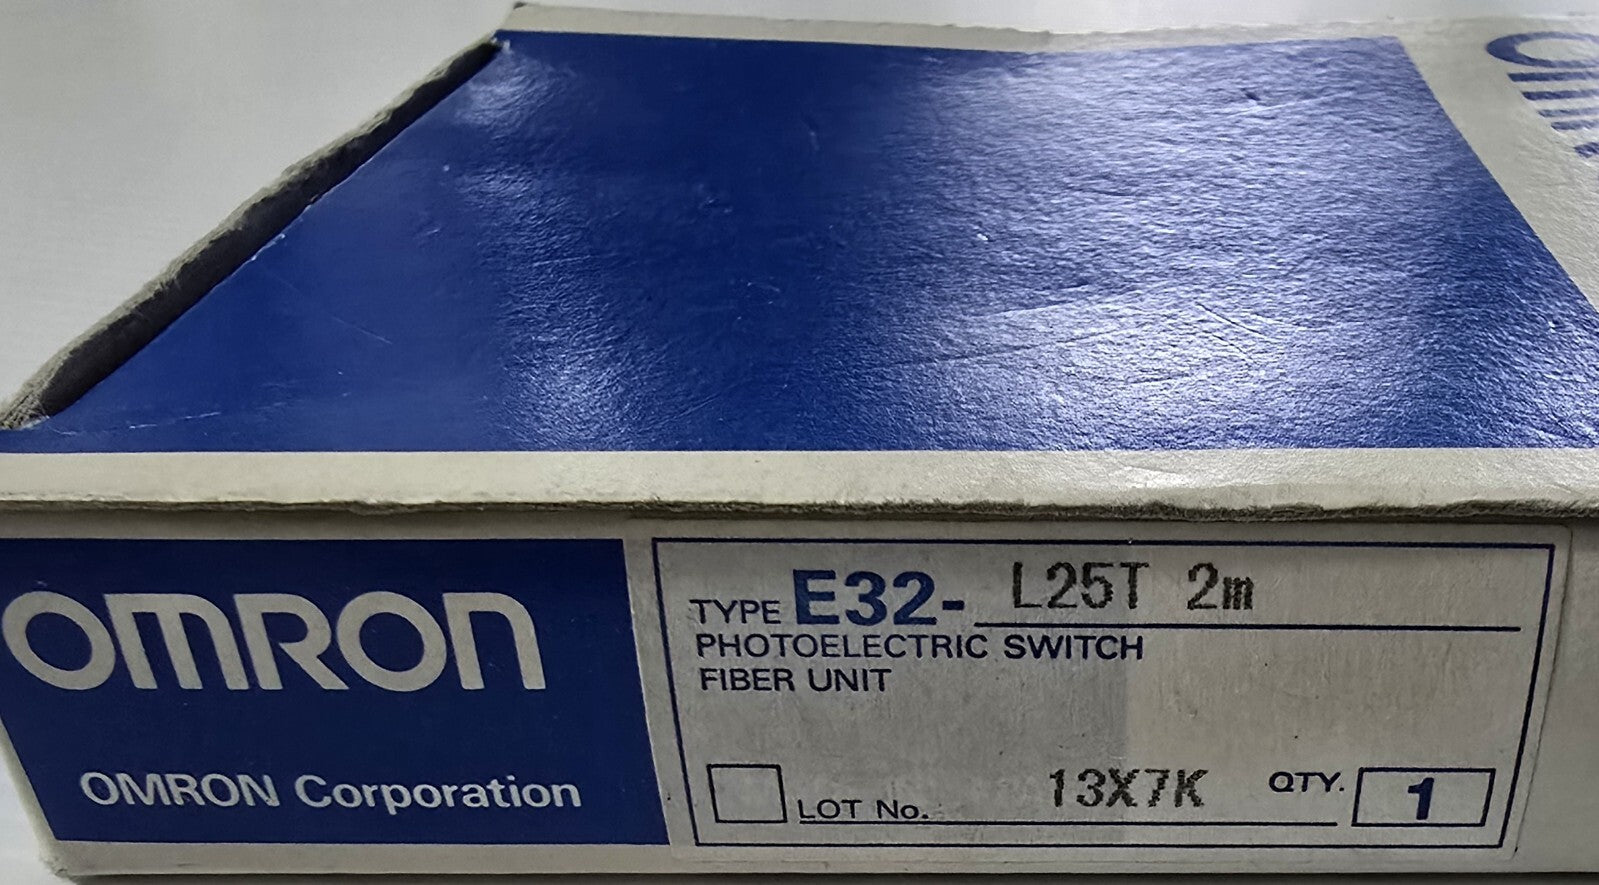 OMRON
OMRON Corporation
TYPE E32- L25T 2m
PHOTOELECTRIC SWITCH
FIBER UNIT
LOT No. 13X7K QTY. 1